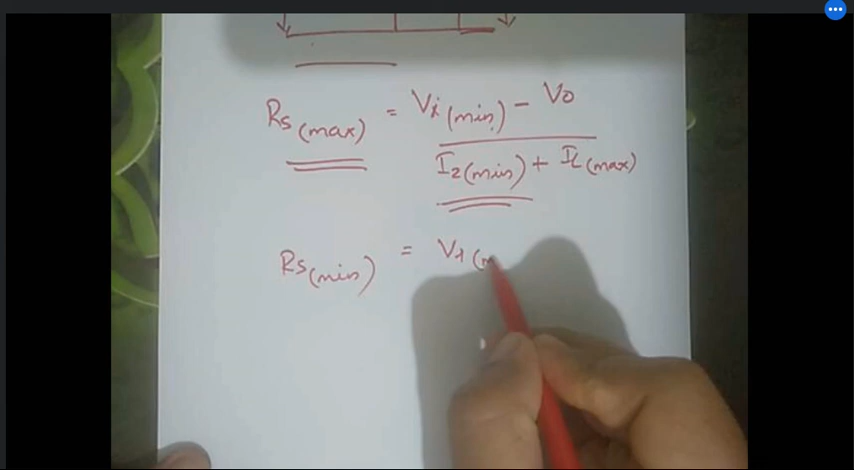 Rs(max) = Vi(min) - Vo
Iz(min) + IL(max)
Rs(min) = Vi(m